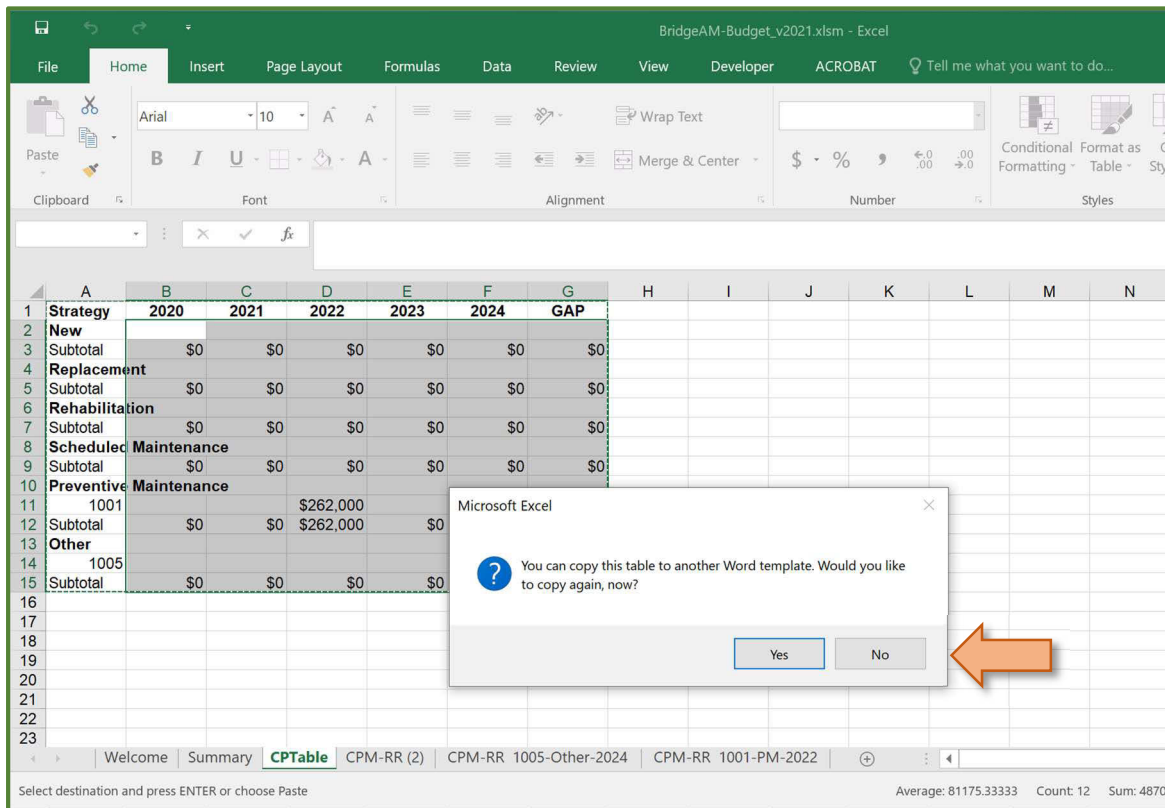 BridgeAM-Budget_v2021.xlsm - Excel
File Home Insert Page Layout Formulas Data Review View Developer ACROBAT Tell me what you want to do...
Arial 10 A A Wrap Text
Paste B I U A Merge & Center $ % , .0 .00 .00 .0 Conditional Formatting Format as Table
Clipboard Font Alignment Number Styles
fx
A B C D E F G H I J K L M N
1 Strategy 2020 2021 2022 2023 2024 GAP
2 New
3 Subtotal $0 $0 $0 $0 $0 $0
4 Replacement
5 Subtotal $0 $0 $0 $0 $0 $0
6 Rehabilitation
7 Subtotal $0 $0 $0 $0 $0 $0
8 Scheduled Maintenance
9 Subtotal $0 $0 $0 $0 $0 $0
10 Preventive Maintenance
11 1001 $262,000
12 Subtotal $0 $0 $262,000 $0
13 Other
14 1005
15 Subtotal $0 $0 $0 $0
16
17
18
19
20
21
22
23
Microsoft Excel
? You can copy this table to another Word template. Would you like
to copy again, now?
Yes No
Welcome Summary CPTable CPM-RR (2) CPM-RR 1005-Other-2024 CPM-RR 1001-PM-2022
Select destination and press ENTER or choose Paste Average: 81175.33333 Count: 12 Sum: 4870